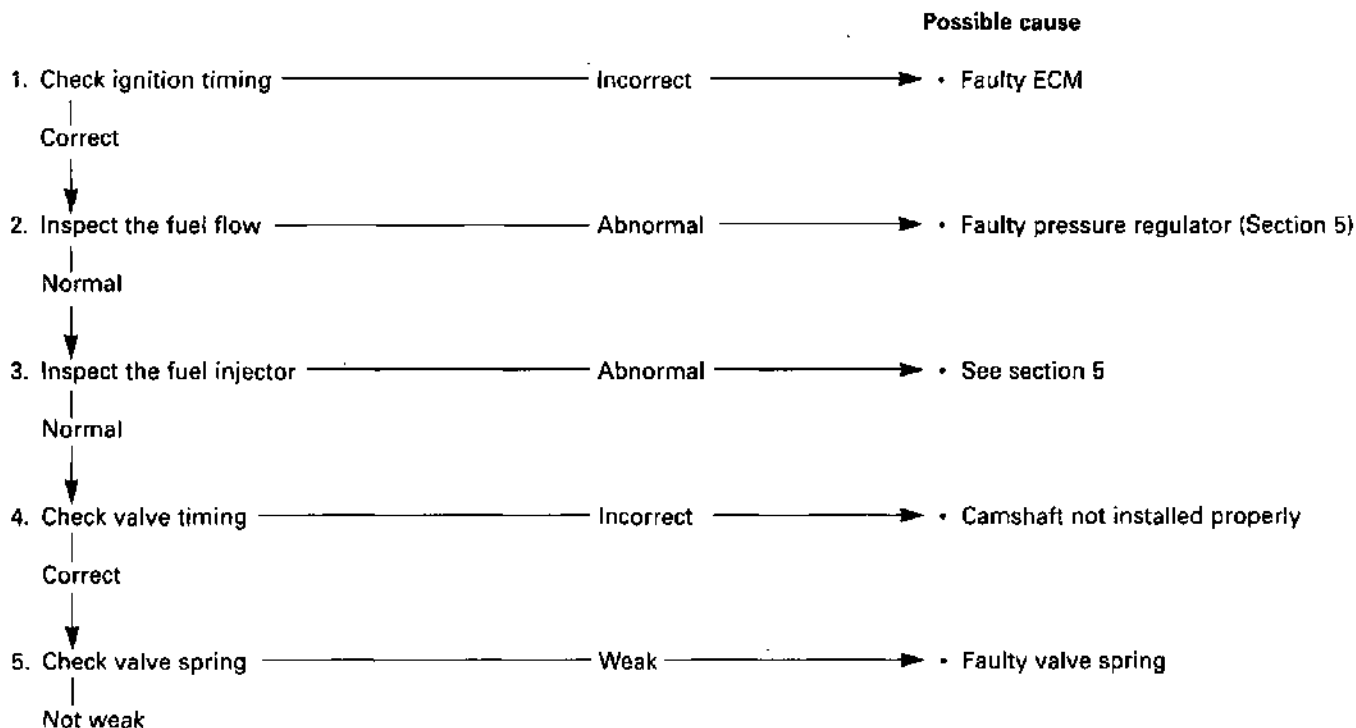 Possible cause
1. Check ignition timing Incorrect • Faulty ECM
Correct
2. Inspect the fuel flow Abnormal • Faulty pressure regulator (Section 5)
Normal
3. Inspect the fuel injector Abnormal • See section 5
Normal
4. Check valve timing Incorrect • Camshaft not installed properly
Correct
5. Check valve spring Weak • Faulty valve spring
Not weak